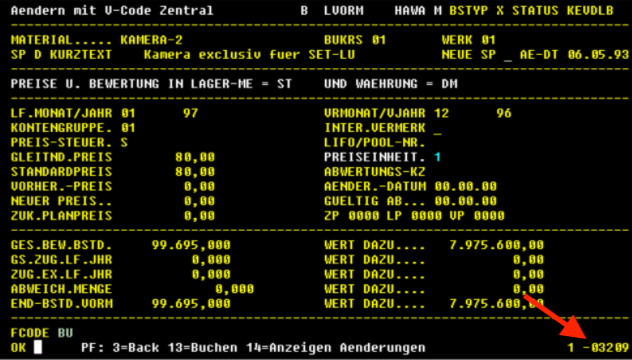 Aendern mit V-Code Zentral B LVORM HAWA M BSTYP X STATUS KEVDLB
MATERIAL..... KAMERA-2 BUKRS 01 WERK 01
SP D KURZTEXT Kamera exclusiv fuer SET-LU NEUE SP _ AE-DT 06.05.93
PREISE U. BEWERTUNG IN LAGER-ME = ST UND WAEHRUNG = DM
LF.MONAT/JAHR 01 97 VRMONAT/VJAHR 12 96
KONTENGRUPPE. 01 INTER.VERMERK _
PREIS-STEUER. S LIFO/POOL-NR.
GLEITND.PREIS 80,00 PREISEINHEIT. 1
STANDARDPREIS 80,00 ABWERTUNGS-KZ
VORHER.-PREIS 0,00 AENDER.-DATUM 00.00.00
NEUER PREIS.. 0,00 GUELTIG AB... 00.00.00
ZUK.PLANPREIS 0,00 ZP 0000 LP 0000 VP 0000
GES.BEW.BSTD. 99.695,000 WERT DAZU.... 7.975.600,00
GS.ZUG.LF.JHR 0,000 WERT DAZU.... 0,00
ZUG.EX.LF.JHR 0,000 WERT DAZU.... 0,00
ABWEICH.MENGE 0,000 WERT DAZU.... 0,00
END-BSTD.VORM 99.695,000 WERT DAZU.... 7.975.600,00
FCODE BU
OK PF: 3=Back 13=Buchen 14=Anzeigen Aenderungen 1 -03209